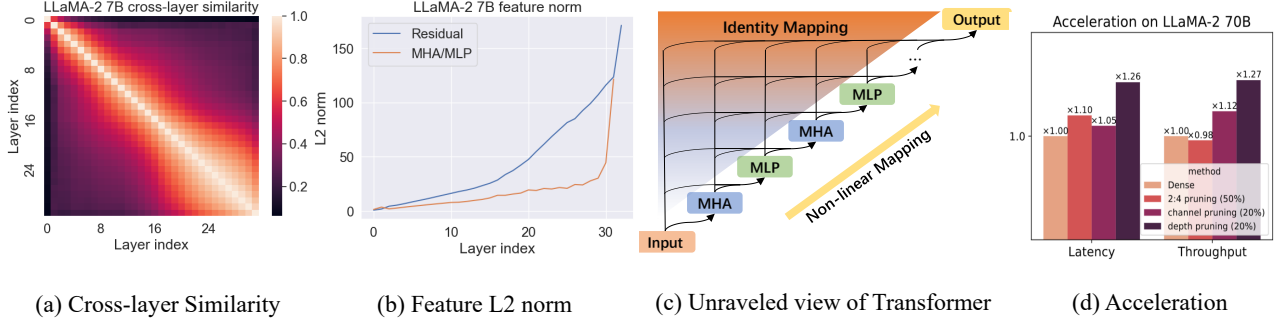 LLaMA-2 7B cross-layer similarity
0
8
16
24
Layer index
0 8 16 24
Layer index
1.0
0.8
0.6
0.4
0.2
(a) Cross-layer Similarity
LLaMA-2 7B feature norm
Residual
MHA/MLP
150
100
50
0
L2 norm
0 10 20 30
Layer index
(b) Feature L2 norm
Identity Mapping
Output
...
MLP
MHA
MLP
MHA
Input
Non-linear Mapping
(c) Unraveled view of Transformer
Acceleration on LLaMA-2 70B
1.0
×1.00
×1.10
×1.05
×1.26
×1.00
×0.98
×1.12
×1.27
method
Dense
2:4 pruning (50%)
channel pruning (20%)
depth pruning (20%)
Latency Throughput
(d) Acceleration